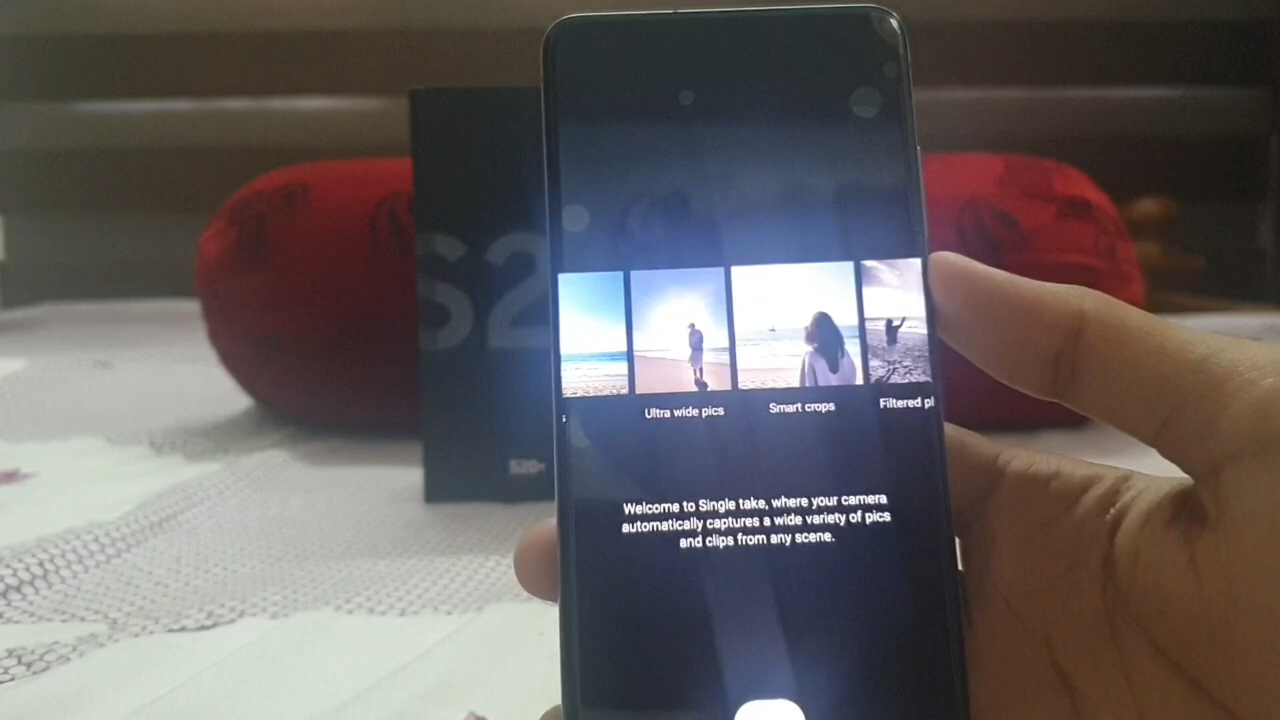 S2
S20+
Ultra wide pics
Smart crops
Filtered pi
Welcome to Single take, where your camera
automatically captures a wide variety of pics
and clips from any scene.